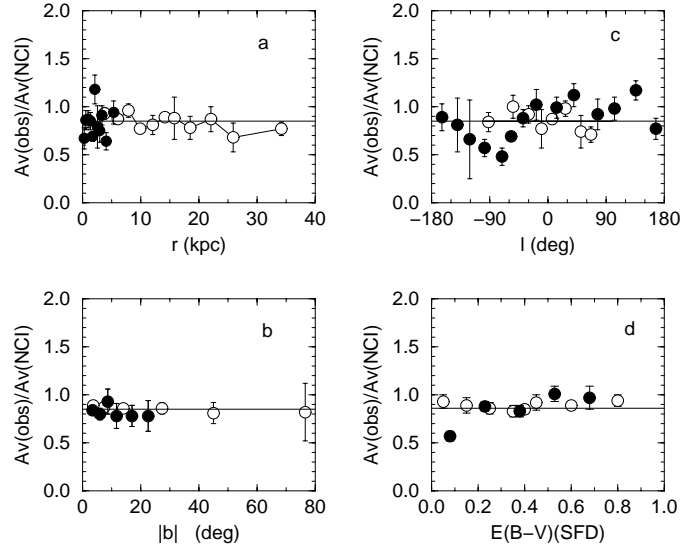 a
Av(obs)/Av(NCI)
2.0
1.5
1.0
0.5
0.0
0 10 20 30 40
r (kpc)
c
Av(obs)/Av(NCI)
2.0
1.5
1.0
0.5
0.0
−180 −90 0 90 180
l (deg)
b
Av(obs)/Av(NCI)
2.0
1.5
1.0
0.5
0.0
0 20 40 60 80
|b| (deg)
d
Av(obs)/Av(NCI)
2.0
1.5
1.0
0.5
0.0
0.0 0.2 0.4 0.6 0.8 1.0
E(B−V)(SFD)